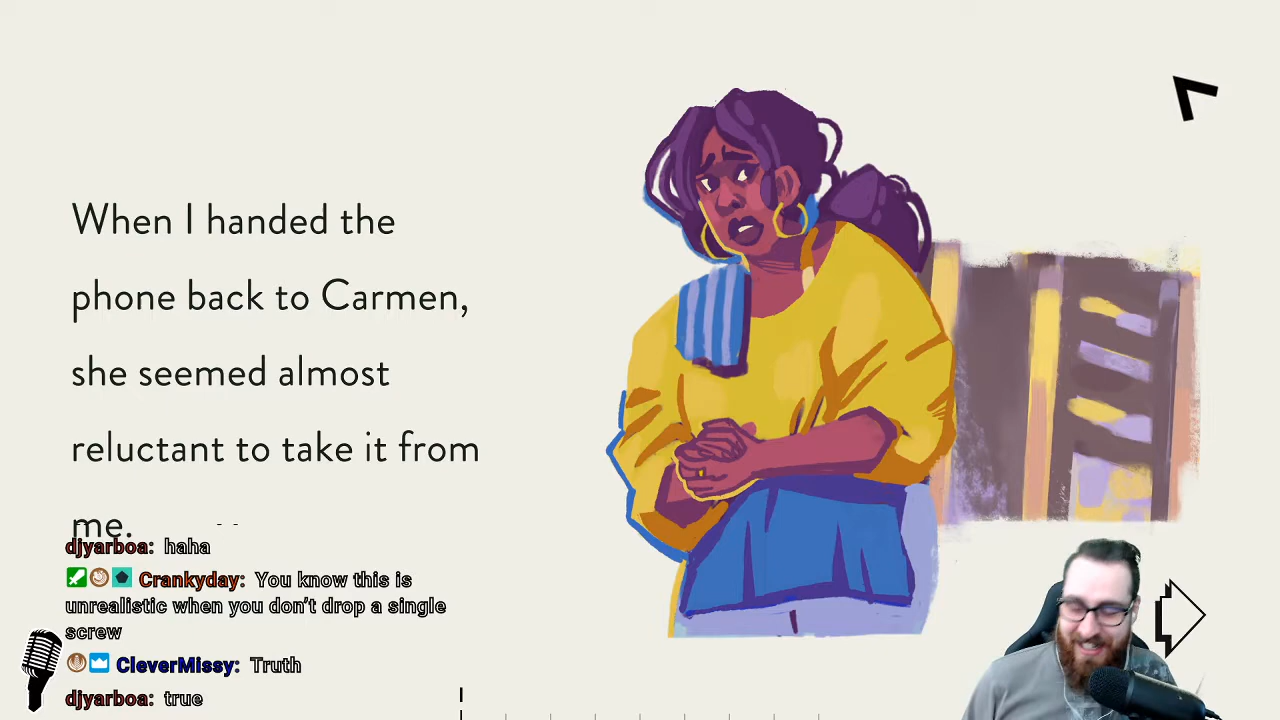 When I handed the
phone back to Carmen,
she seemed almost
reluctant to take it from
me.
djyarboa: haha
Crankyday: You know this is
unrealistic when you don't drop a single
screw
CleverMissy: Truth
djyarboa: true